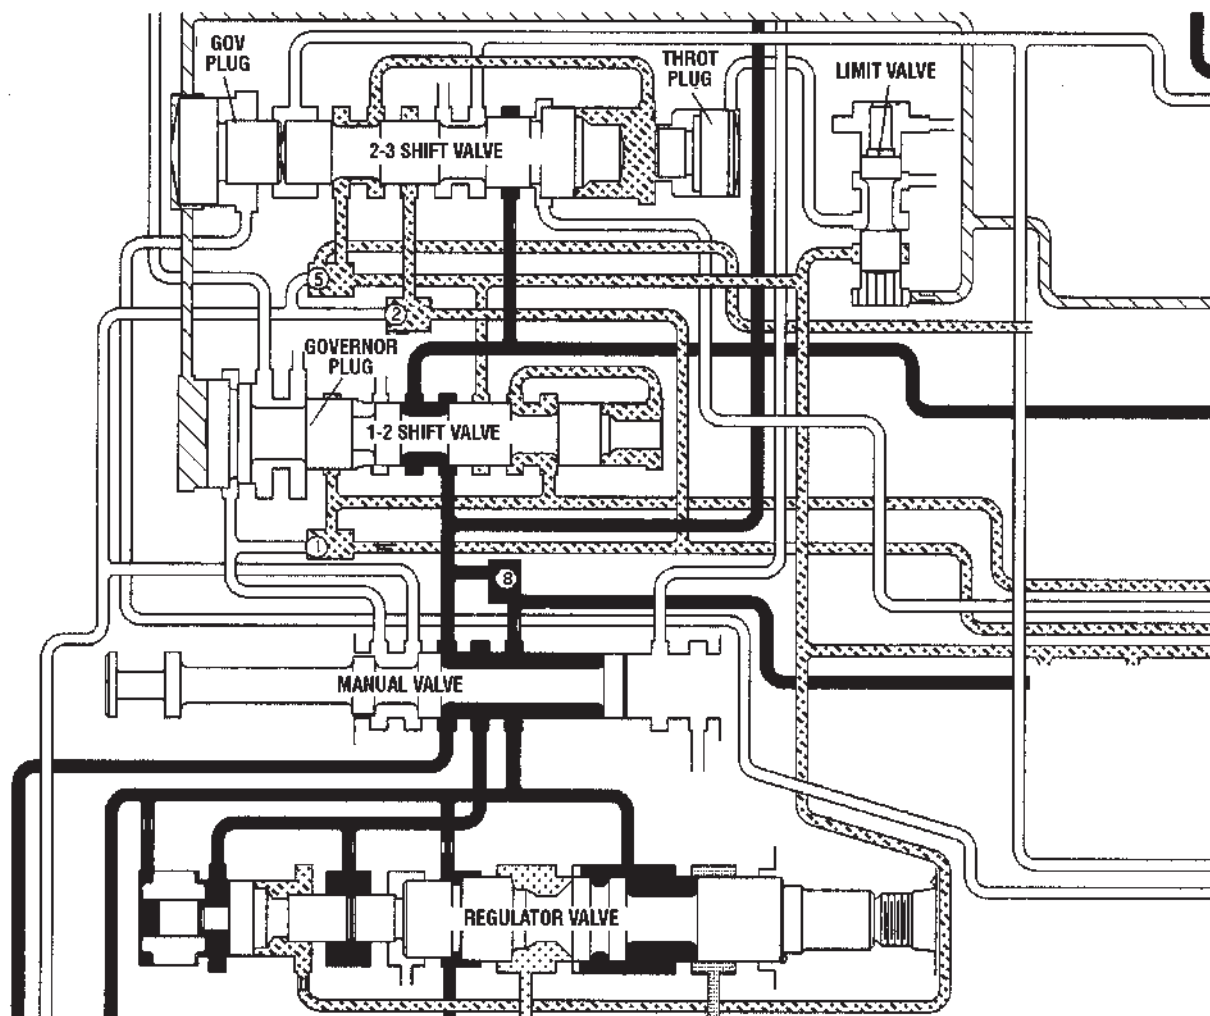 GOV
PLUG
2-3 SHIFT VALVE
THROT
PLUG
LIMIT VALVE
5
2
GOVERNOR
PLUG
1-2 SHIFT VALVE
1
8
MANUAL VALVE
REGULATOR VALVE